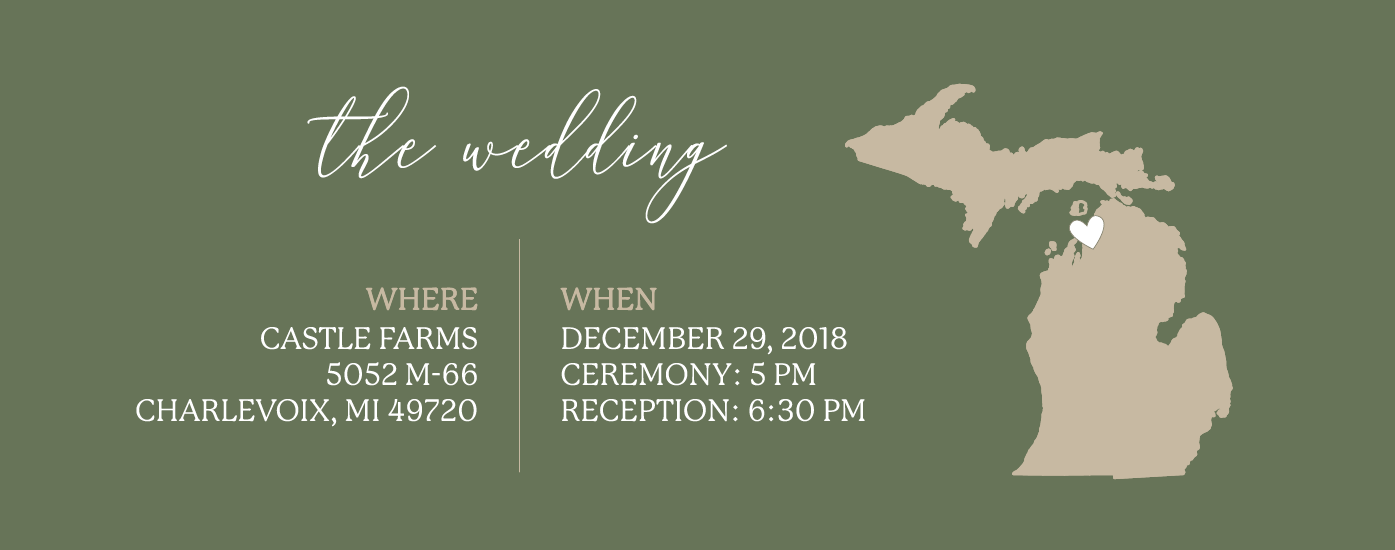 the wedding
WHERE
CASTLE FARMS
5052 M-66
CHARLEVOIX, MI 49720
WHEN
DECEMBER 29, 2018
CEREMONY: 5 PM
RECEPTION: 6:30 PM